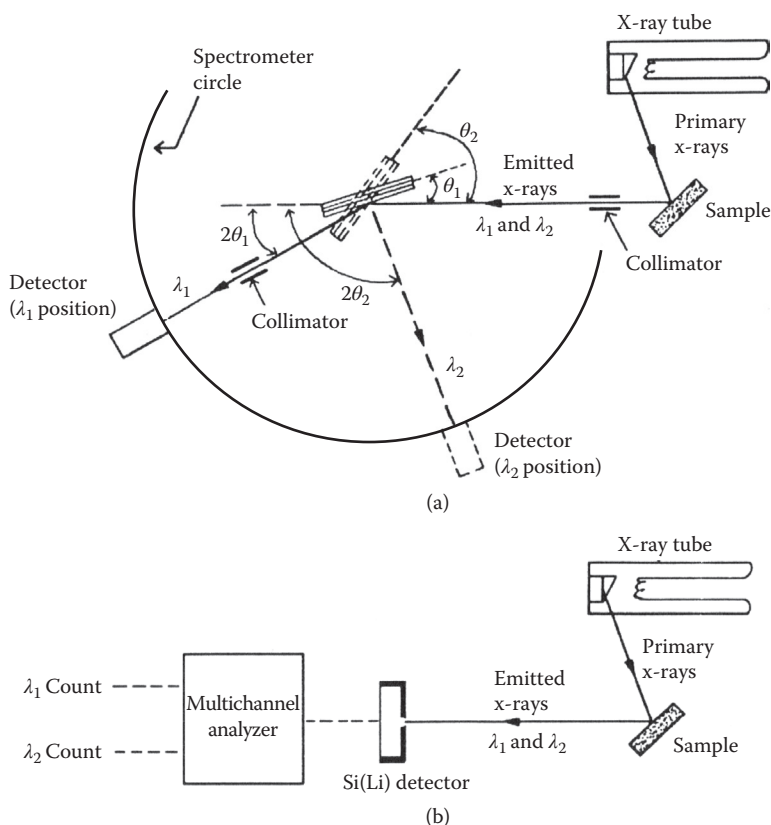 X-ray tube
Spectrometer
circle
Primary
x-rays
θ₂
Emitted
x-rays
θ₁
λ₁ and λ₂
Sample
Collimator
2θ₁
Detector
(λ₁ position)
λ₁
Collimator
2θ₂
λ₂
Detector
(λ₂ position)
(a)
X-ray tube
Primary
x-rays
Emitted
x-rays
λ₁ and λ₂
Sample
λ₁ Count
Multichannel
analyzer
λ₂ Count
Si(Li) detector
(b)